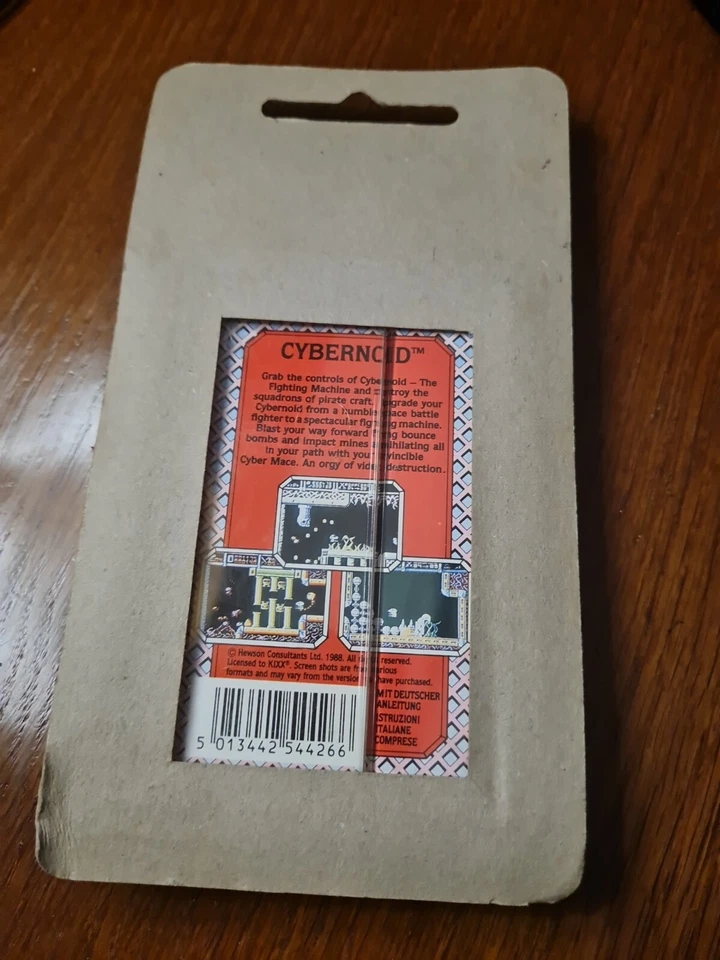 CYBERNOID™
Grab the controls of Cybernoid – The
Fighting Machine and destroy the
squadrons of pirate craft. Upgrade your
Cybernoid from a humble space battle
fighter to a spectacular fighting machine.
Blast your way forward using bounce
bombs and impact mines annihilating all
in your path with your invincible
Cyber Mace. An orgy of video destruction.
© Hewson Consultants Ltd. 1988. All rights reserved.
Licensed to KIXX®. Screen shots are from various
formats and may vary from the version you have purchased.
MIT DEUTSCHER
ANLEITUNG
ISTRUZIONI
ITALIANE
COMPRESE
5 013442 544266